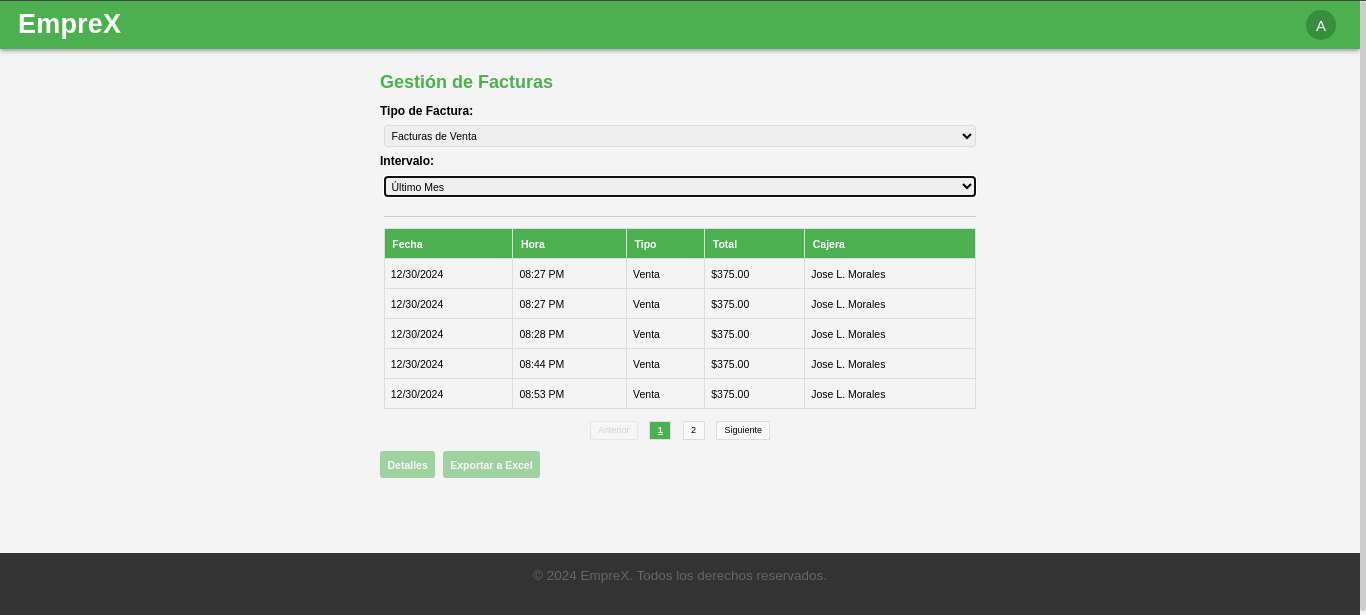 EmpreX A
Gestión de Facturas
Tipo de Factura:
Facturas de Venta
Intervalo:
Último Mes
Fecha Hora Tipo Total Cajera
12/30/2024 08:27 PM Venta $375.00 Jose L. Morales
12/30/2024 08:27 PM Venta $375.00 Jose L. Morales
12/30/2024 08:28 PM Venta $375.00 Jose L. Morales
12/30/2024 08:44 PM Venta $375.00 Jose L. Morales
12/30/2024 08:53 PM Venta $375.00 Jose L. Morales
Anterior 1 2 Siguiente
Detalles Exportar a Excel
© 2024 EmpreX. Todos los derechos reservados.